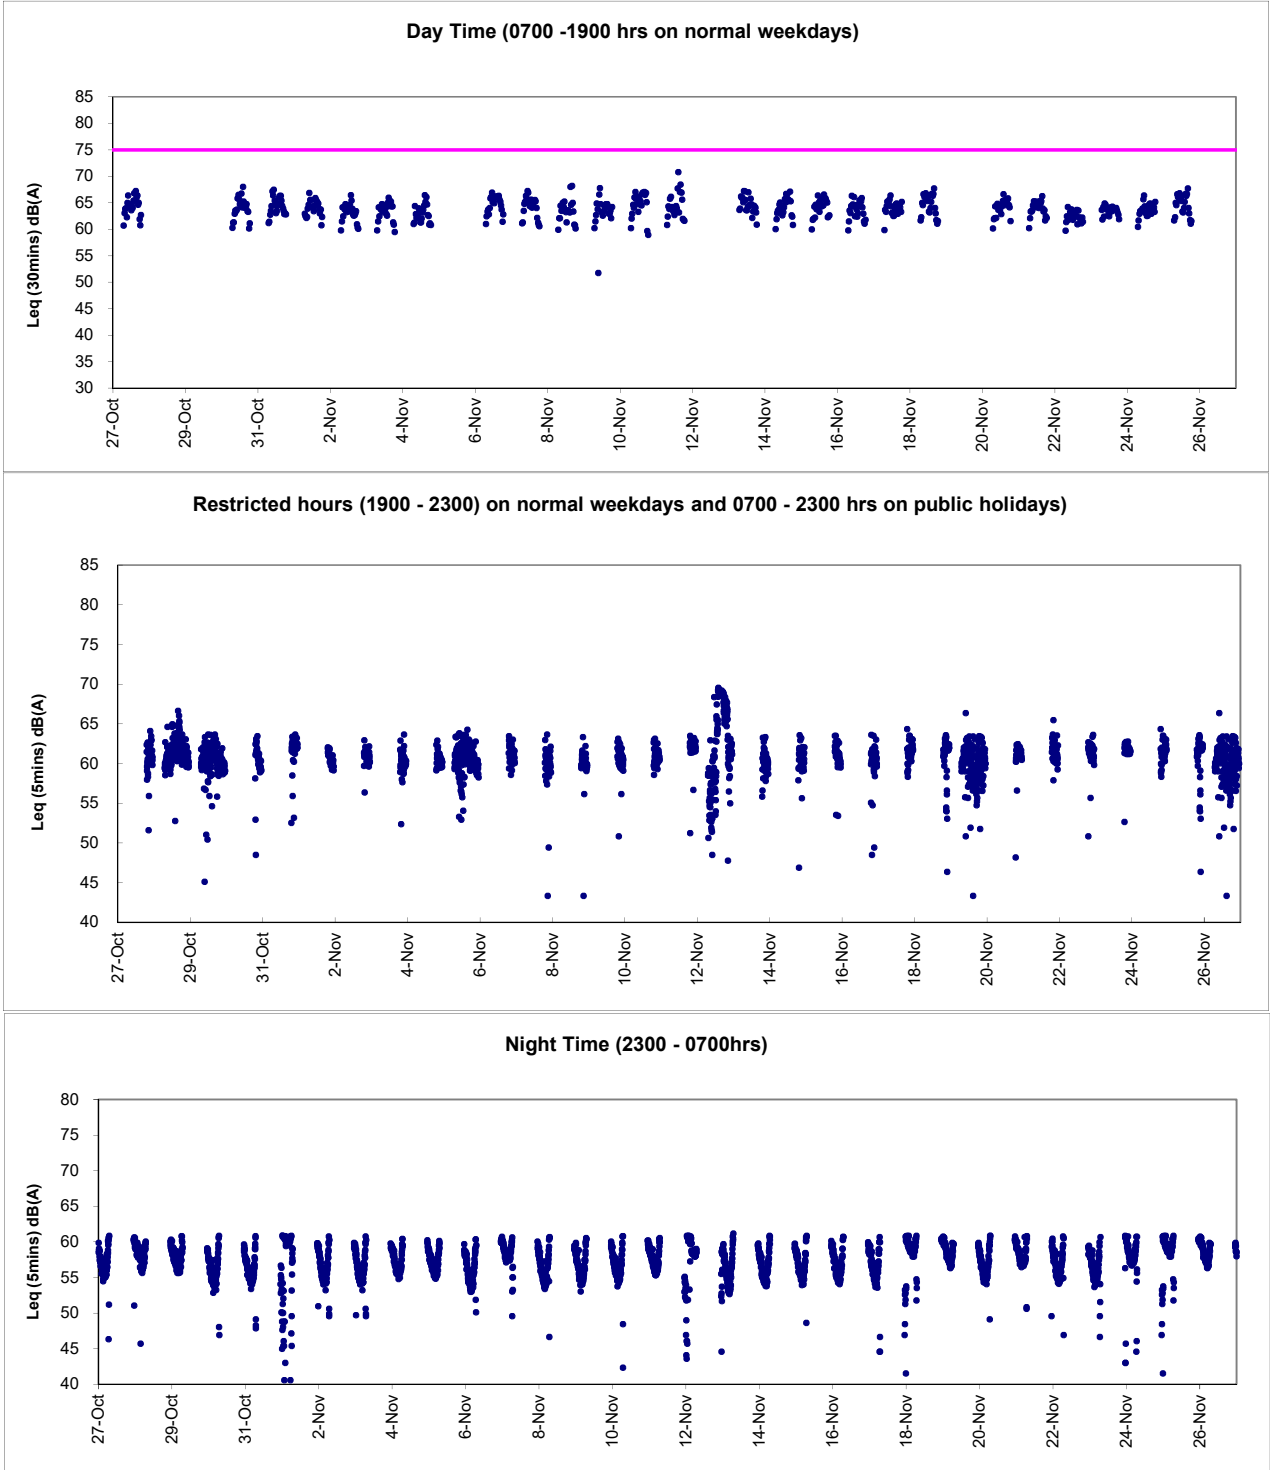 Day Time (0700 -1900 hrs on normal weekdays)
Leq (30mins) dB(A)
85
80
75
70
65
60
55
50
45
40
35
30
27-Oct
29-Oct
31-Oct
2-Nov
4-Nov
6-Nov
8-Nov
10-Nov
12-Nov
14-Nov
16-Nov
18-Nov
20-Nov
22-Nov
24-Nov
26-Nov
Restricted hours (1900 - 2300) on normal weekdays and 0700 - 2300 hrs on public holidays)
Leq (5mins) dB(A)
85
80
75
70
65
60
55
50
45
40
27-Oct
29-Oct
31-Oct
2-Nov
4-Nov
6-Nov
8-Nov
10-Nov
12-Nov
14-Nov
16-Nov
18-Nov
20-Nov
22-Nov
24-Nov
26-Nov
Night Time (2300 - 0700hrs)
Leq (5mins) dB(A)
80
75
70
65
60
55
50
45
40
27-Oct
29-Oct
31-Oct
2-Nov
4-Nov
6-Nov
8-Nov
10-Nov
12-Nov
14-Nov
16-Nov
18-Nov
20-Nov
22-Nov
24-Nov
26-Nov